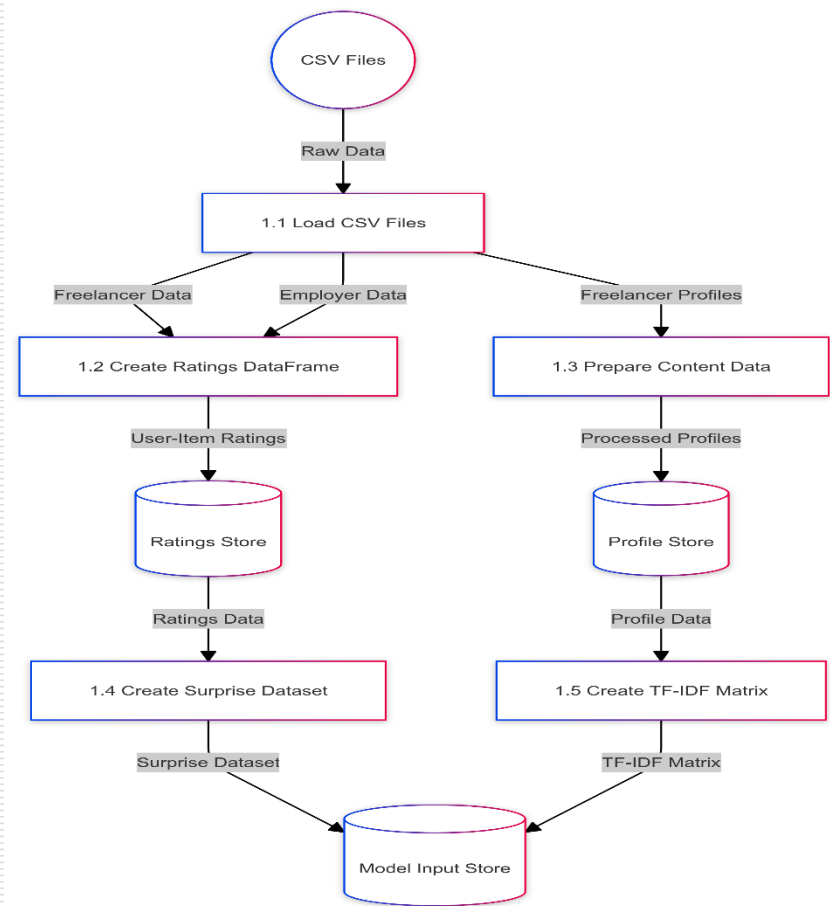 CSV Files
Raw Data
1.1 Load CSV Files
Freelancer Data
Employer Data
Freelancer Profiles
1.2 Create Ratings DataFrame
1.3 Prepare Content Data
User-Item Ratings
Processed Profiles
Ratings Store
Profile Store
Ratings Data
Profile Data
1.4 Create Surprise Dataset
1.5 Create TF-IDF Matrix
Surprise Dataset
TF-IDF Matrix
Model Input Store